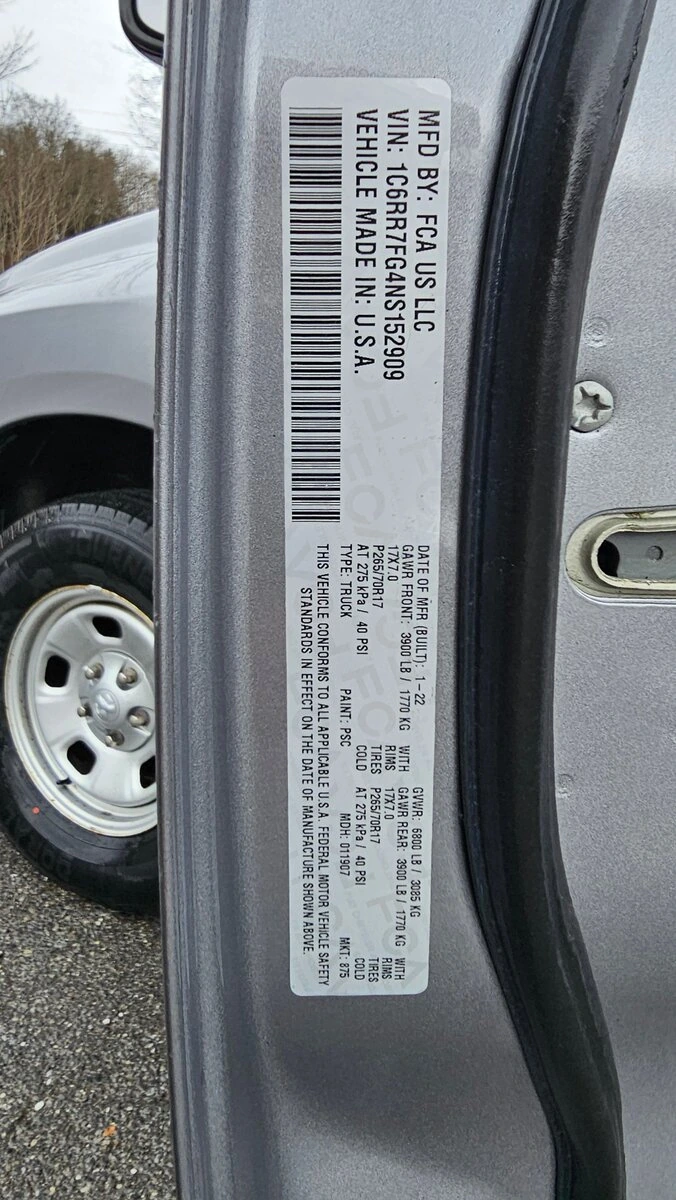 MFD BY: FCA US LLC
VIN: 1C6RR7FG4NS152909
VEHICLE MADE IN: U.S.A.
DATE OF MFR (BUILT): 1-22 GVWR: 6800 LB / 3085 KG
GAWR FRONT: 3900 LB / 1770 KG WITH GAWR REAR: 3900 LB / 1770 KG WITH
17X7.0 RIMS 17X7.0 RIMS
P265/70R17 TIRES P265/70R17 TIRES
AT 275 kPa / 40 PSI COLD AT 275 kPa / 40 PSI COLD
TYPE: TRUCK PAINT: PSC MDH: 011907 MKT: 875
THIS VEHICLE CONFORMS TO ALL APPLICABLE U.S.A. FEDERAL MOTOR VEHICLE SAFETY
STANDARDS IN EFFECT ON THE DATE OF MANUFACTURE SHOWN ABOVE.